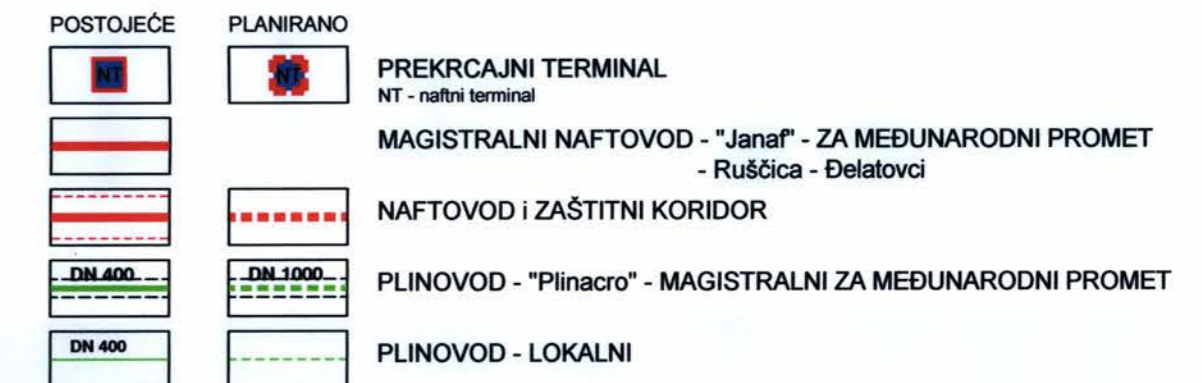 POSTOJEĆE PLANIRANO
NT NT PREKRCAJNI TERMINAL
NT - naftni terminal
MAGISTRALNI NAFTOVOD - "Janaf" - ZA MEĐUNARODNI PROMET
- Ruščica - Đelatovci
NAFTOVOD i ZAŠTITNI KORIDOR
DN 400 DN 1000 PLINOVOD - "Plinacro" - MAGISTRALNI ZA MEĐUNARODNI PROMET
DN 400 PLINOVOD - LOKALNI